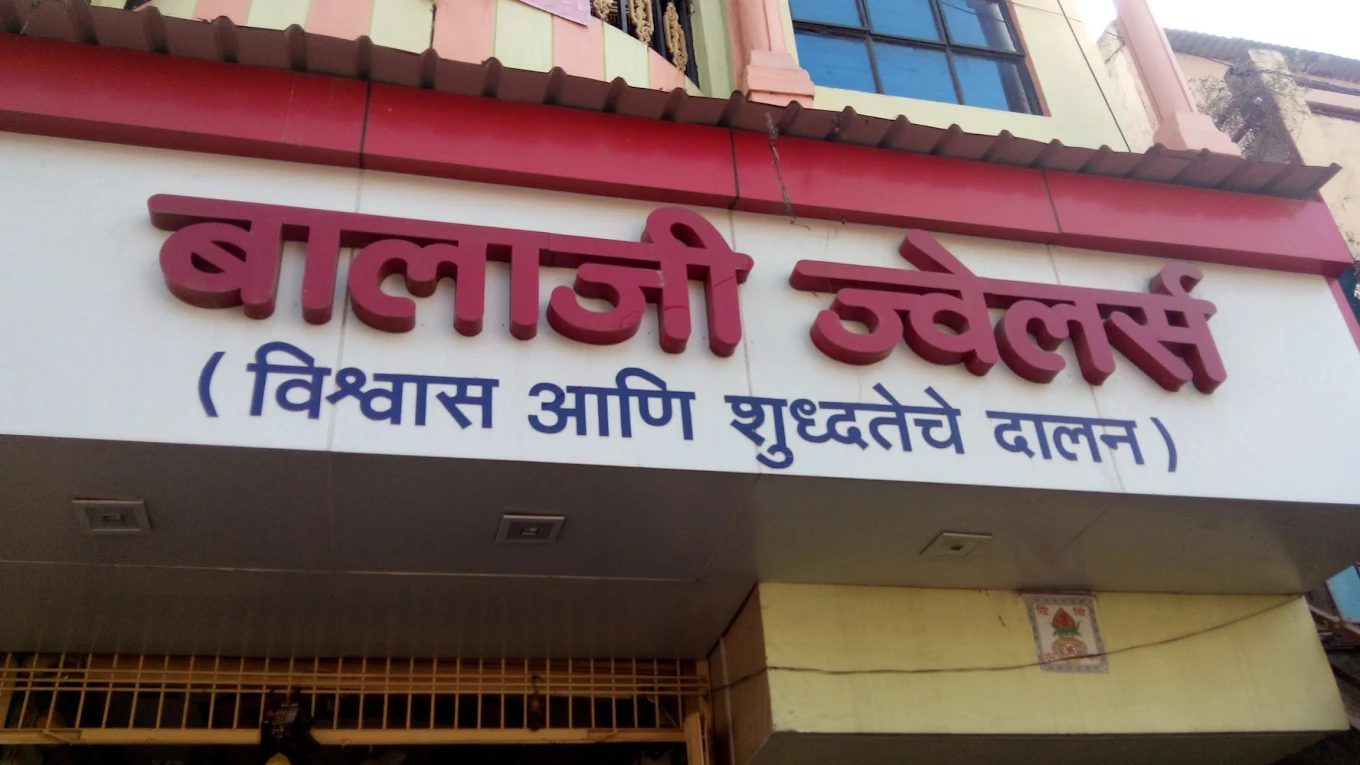 बालाजी ज्वेलर्स
( विश्वास आणि शुध्दतेचे दालन )